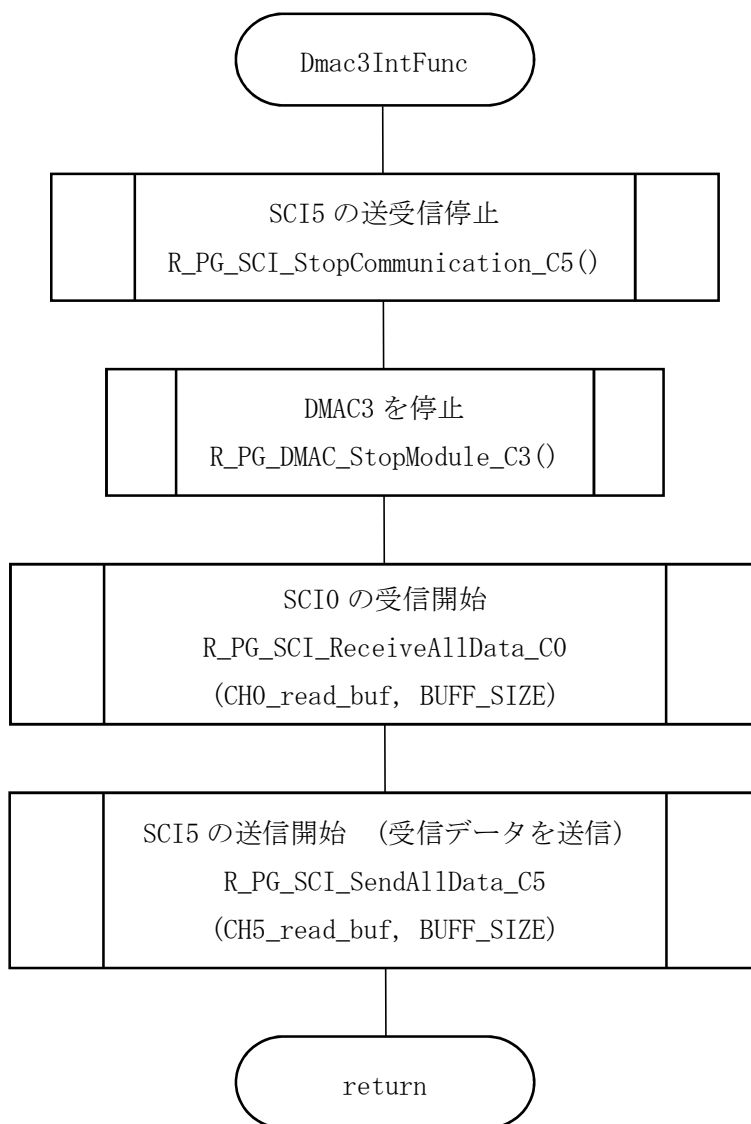 Dmac3IntFunc
SCI5 の送受信停止
R_PG_SCI_StopCommunication_C5()
DMAC3 を停止
R_PG_DMAC_StopModule_C3()
SCI0 の受信開始
R_PG_SCI_ReceiveAllData_C0
(CH0_read_buf, BUFF_SIZE)
SCI5 の送信開始　(受信データを送信)
R_PG_SCI_SendAllData_C5
(CH5_read_buf, BUFF_SIZE)
return